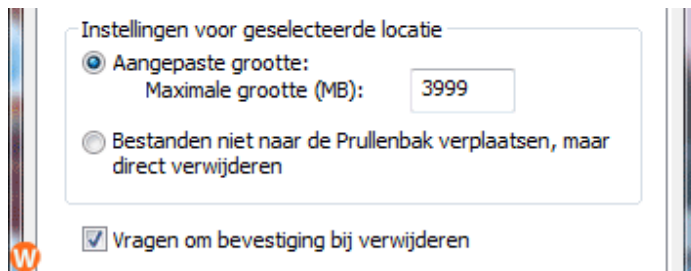 Instellingen voor geselecteerde locatie
Aangepaste grootte:
Maximale grootte (MB): 3999
Bestanden niet naar de Prullenbak verplaatsen, maar
direct verwijderen
Vragen om bevestiging bij verwijderen
W